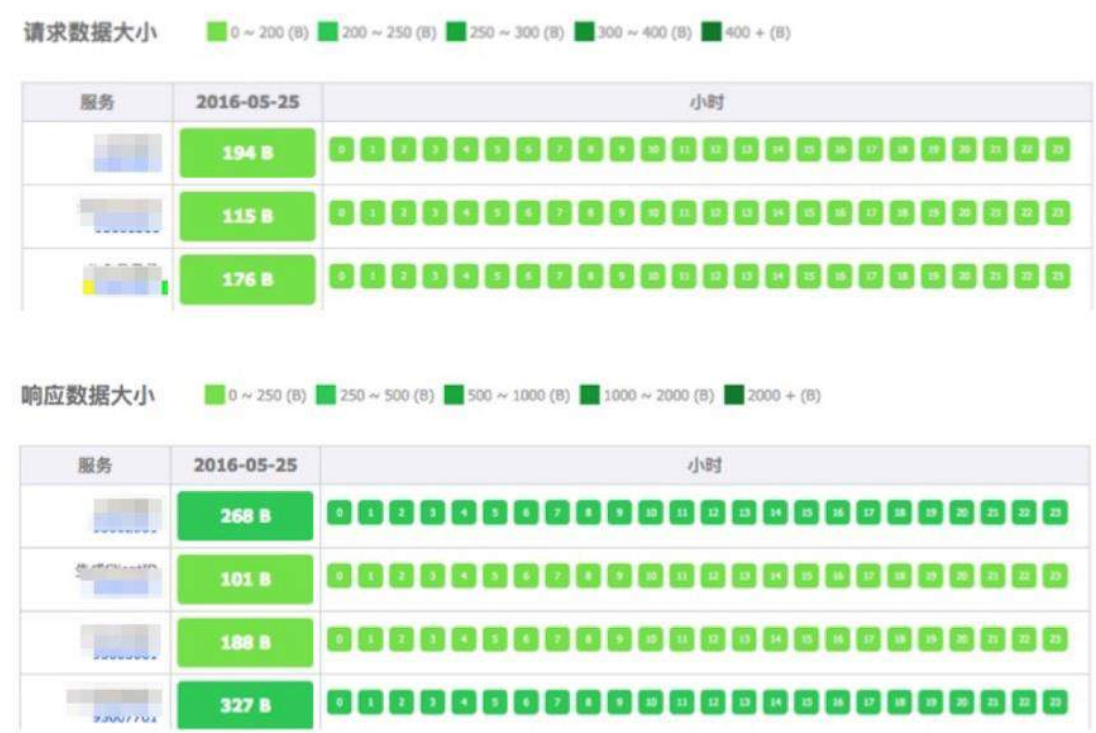 请求数据大小 0 ~ 200 (B) 200 ~ 250 (B) 250 ~ 300 (B) 300 ~ 400 (B) 400 + (B)
服务 2016-05-25 小时
194 B 0 1 2 3 4 5 6 7 8 9 10 11 12 13 14 15 16 17 18 19 20 21 22 23
115 B 0 1 2 3 4 5 6 7 8 9 10 11 12 13 14 15 16 17 18 19 20 21 22 23
176 B 0 1 2 3 4 5 6 7 8 9 10 11 12 13 14 15 16 17 18 19 20 21 22 23
响应数据大小 0 ~ 250 (B) 250 ~ 500 (B) 500 ~ 1000 (B) 1000 ~ 2000 (B) 2000 + (B)
服务 2016-05-25 小时
268 B 0 1 2 3 4 5 6 7 8 9 10 11 12 13 14 15 16 17 18 19 20 21 22 23
101 B 0 1 2 3 4 5 6 7 8 9 10 11 12 13 14 15 16 17 18 19 20 21 22 23
188 B 0 1 2 3 4 5 6 7 8 9 10 11 12 13 14 15 16 17 18 19 20 21 22 23
327 B 0 1 2 3 4 5 6 7 8 9 10 11 12 13 14 15 16 17 18 19 20 21 22 23